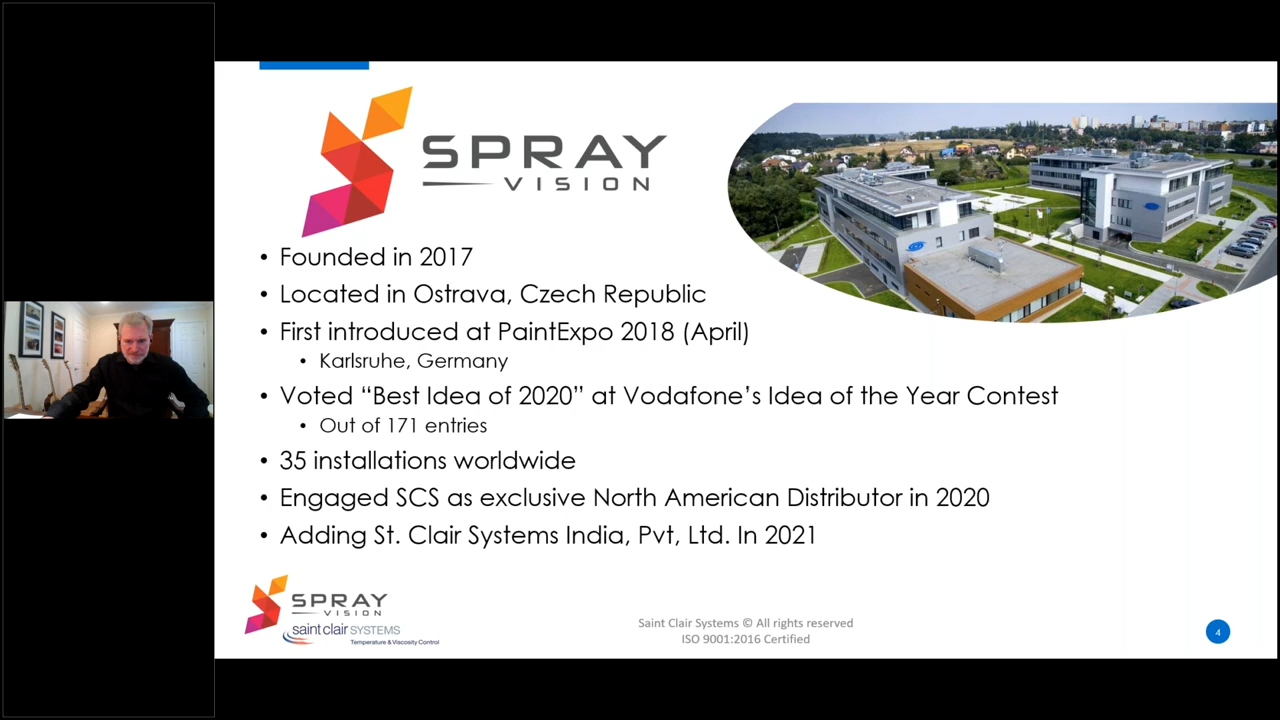 SPRAY
VISION
• Founded in 2017
• Located in Ostrava, Czech Republic
• First introduced at PaintExpo 2018 (April)
• Karlsruhe, Germany
• Voted “Best Idea of 2020” at Vodafone’s Idea of the Year Contest
• Out of 171 entries
• 35 installations worldwide
• Engaged SCS as exclusive North American Distributor in 2020
• Adding St. Clair Systems India, Pvt, Ltd. In 2021
SPRAY
VISION
saint clair SYSTEMS
Temperature & Viscosity Control
Saint Clair Systems © All rights reserved
ISO 9001:2016 Certified
4